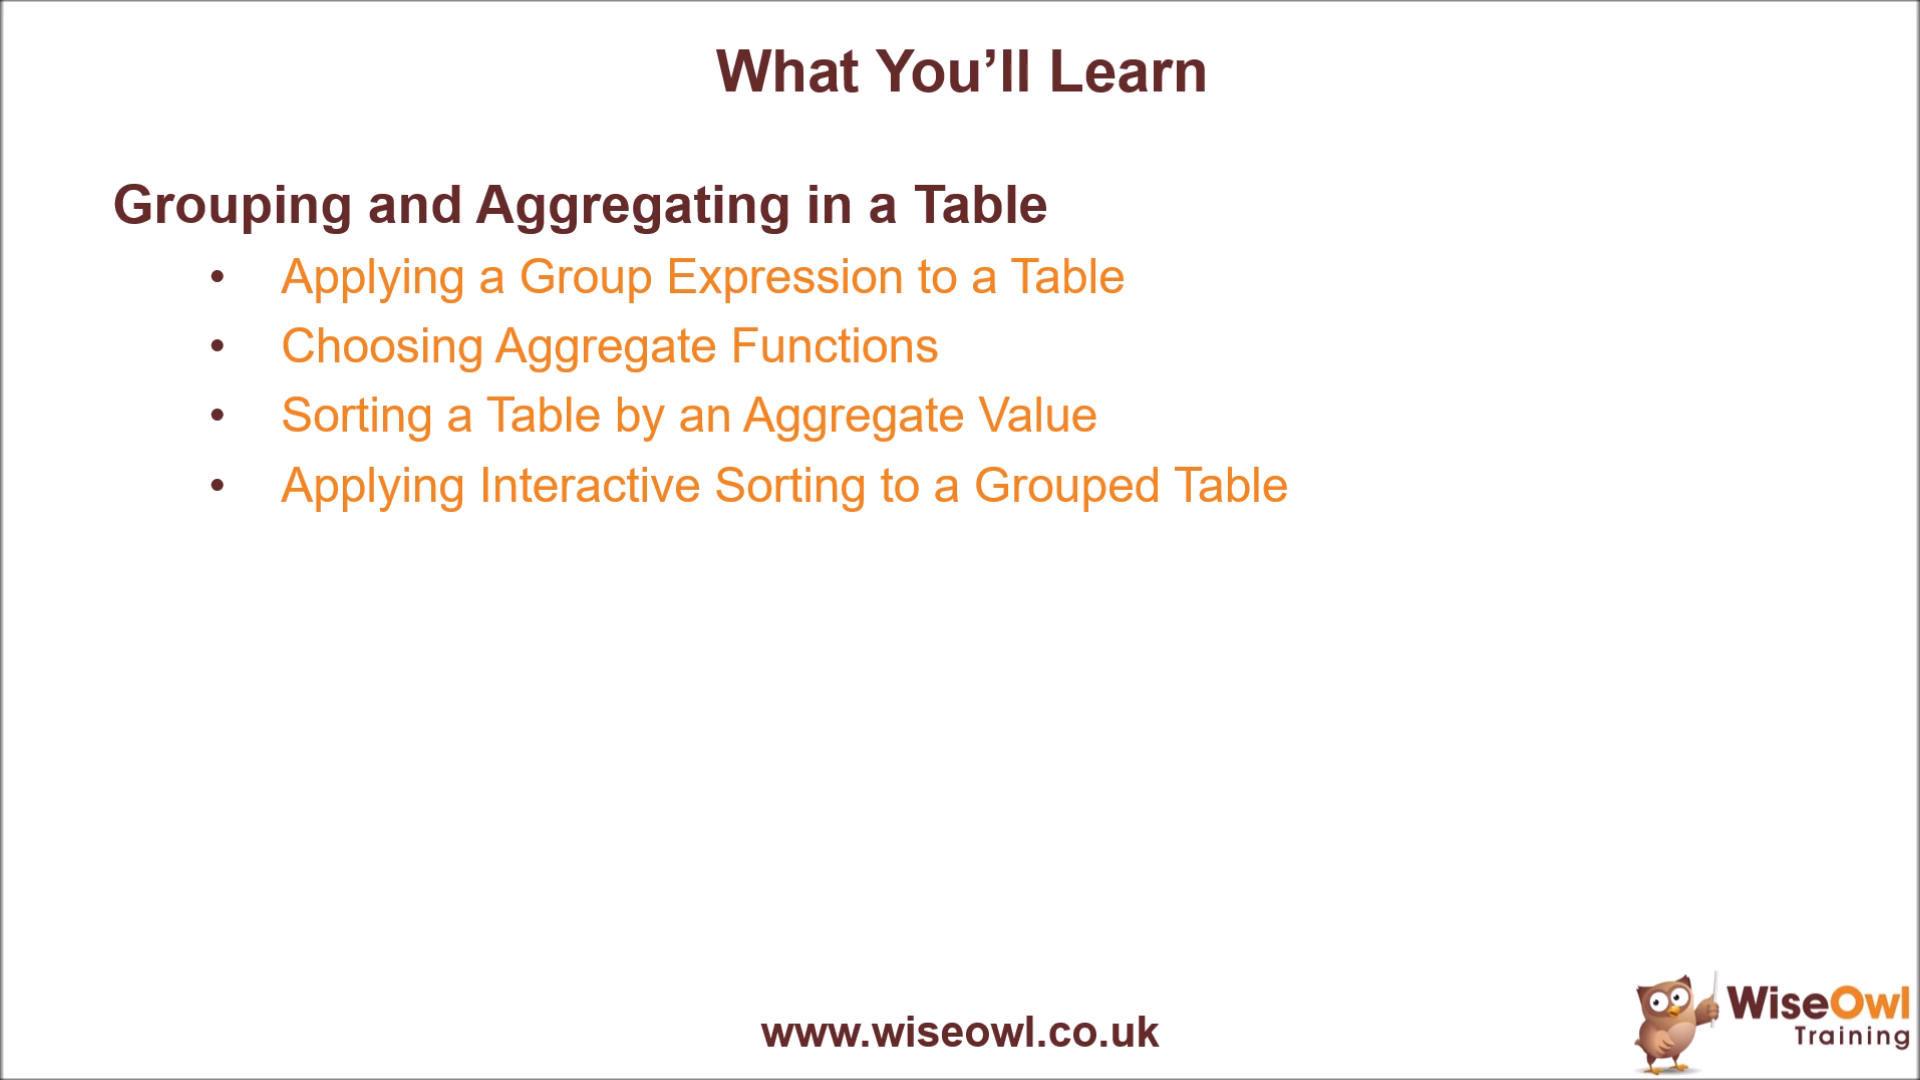 What You’ll Learn
Grouping and Aggregating in a Table
• Applying a Group Expression to a Table
• Choosing Aggregate Functions
• Sorting a Table by an Aggregate Value
• Applying Interactive Sorting to a Grouped Table
www.wiseowl.co.uk
WiseOwl
Training